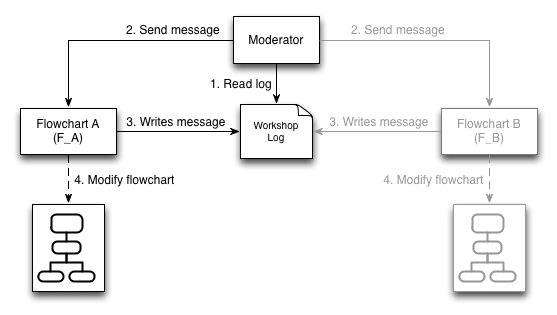 2. Send message
Moderator
2. Send message
1. Read log
Flowchart A
(F_A)
3. Writes message
Workshop
Log
3. Writes message
Flowchart B
(F_B)
4. Modify flowchart
4. Modify flowchart